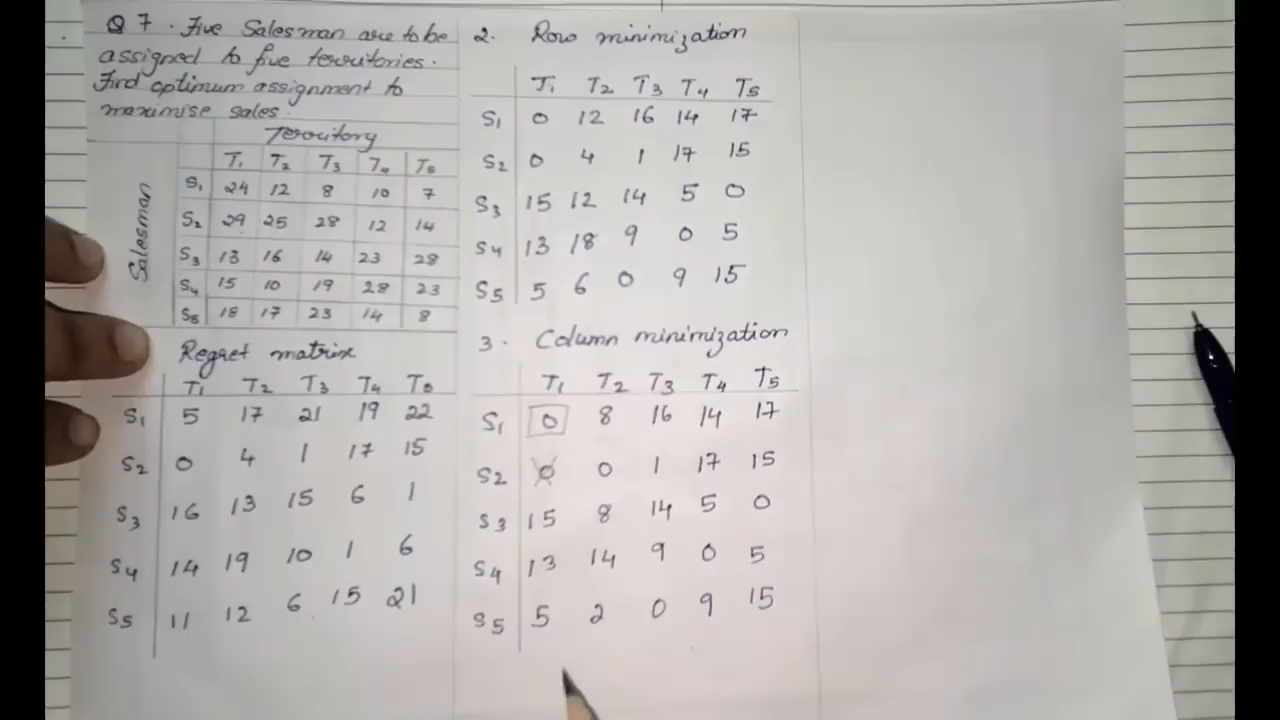 Q 7. Five Salesman are to be
assigned to five territories.
Find optimum assignment to
maximise sales.
Territory
Salesman
T1 T2 T3 T4 T5
S1 24 12 8 10 7
S2 29 25 28 12 14
S3 13 16 14 23 28
S4 15 10 19 28 23
S5 18 17 23 14 8
Regret matrix
T1 T2 T3 T4 T5
S1 5 17 21 19 22
S2 0 4 1 17 15
S3 16 13 15 6 1
S4 14 19 10 1 6
S5 11 12 6 15 21
2. Row minimization
T1 T2 T3 T4 T5
S1 0 12 16 14 17
S2 0 4 1 17 15
S3 15 12 14 5 0
S4 13 18 9 0 5
S5 5 6 0 9 15
3. Column minimization
T1 T2 T3 T4 T5
S1 0 8 16 14 17
S2 0 0 1 17 15
S3 15 8 14 5 0
S4 13 14 9 0 5
S5 5 2 0 9 15